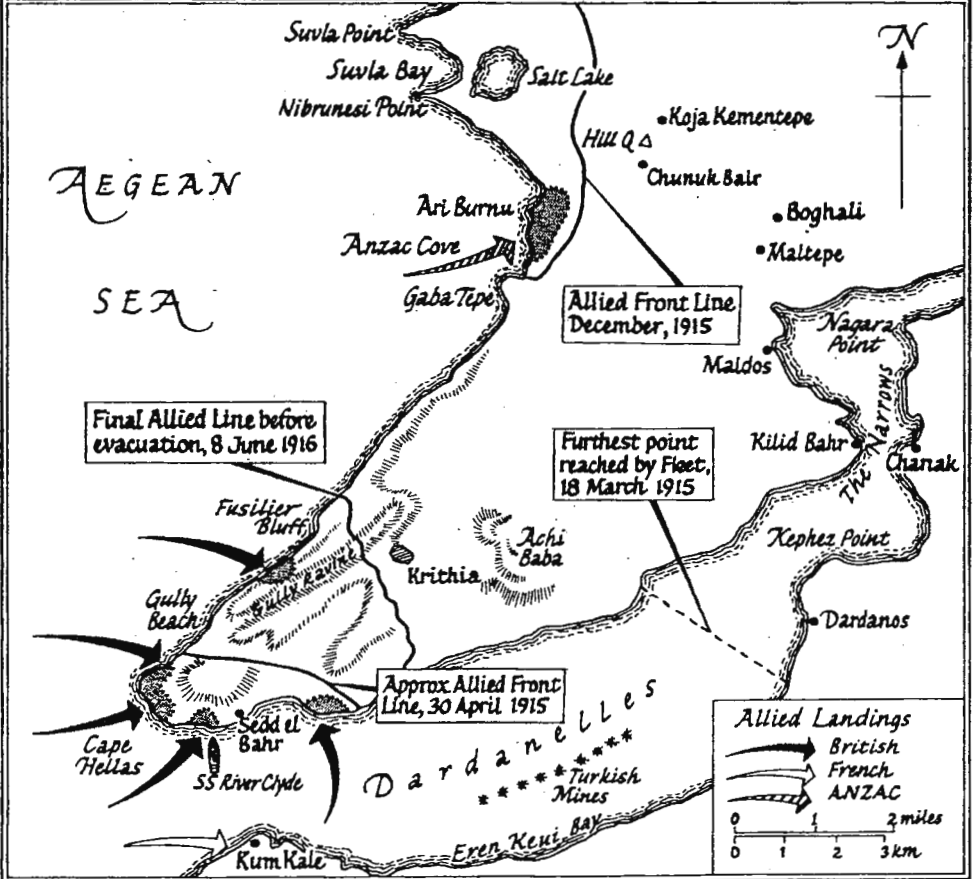 Suvla Point
Suvla Bay
Nibrunesi Point
Salt Lake
N
Koja Kementepe
Hill Q
Chunuk Bair
AEGEAN
SEA
Ari Burnu
Anzac Cove
Gaba Tepe
Boghali
Maltepe
Allied Front Line
December, 1915
Nagara
Point
Maidos
Final Allied Line before
evacuation, 8 June 1916
Furthest point
reached by Fleet,
18 March 1915
Kilid Bahr
The Narrows
Chanak
Fusilier
Bluff
Gully Ravine
Krithia
Achi
Baba
Kephez Point
Gully
Beach
Dardanos
Approx Allied Front
Line, 30 April 1915
Sedd el
Bahr
Cape
Hellas
SS River Clyde
Dardanelles
Turkish
Mines
Kum Kale
Eren Keui Bay
Allied Landings
British
French
ANZAC
0 1 2 miles
0 1 2 3 km